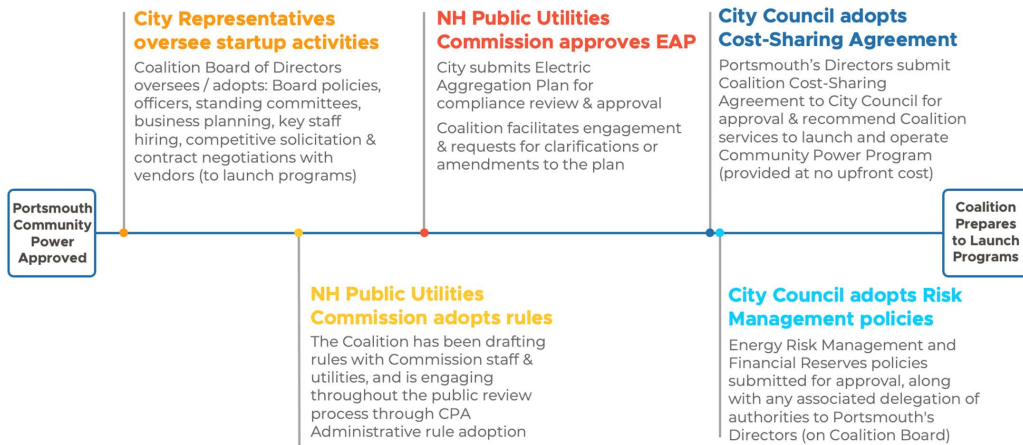 Portsmouth
Community
Power
Approved
City Representatives
oversee startup activities
Coalition Board of Directors
oversees / adopts: Board policies,
officers, standing committees,
business planning, key staff
hiring, competitive solicitation &
contract negotiations with
vendors (to launch programs)
NH Public Utilities
Commission adopts rules
The Coalition has been drafting
rules with Commission staff &
utilities, and is engaging
throughout the public review
process through CPA
Administrative rule adoption
NH Public Utilities
Commission approves EAP
City submits Electric
Aggregation Plan for
compliance review & approval
Coalition facilitates engagement
& requests for clarifications or
amendments to the plan
City Council adopts
Cost-Sharing Agreement
Portsmouth’s Directors submit
Coalition Cost-Sharing
Agreement to City Council for
approval & recommend Coalition
services to launch and operate
Community Power Program
(provided at no upfront cost)
City Council adopts Risk
Management policies
Energy Risk Management and
Financial Reserves policies
submitted for approval, along
with any associated delegation of
authorities to Portsmouth's
Directors (on Coalition Board)
Coalition
Prepares
to Launch
Programs